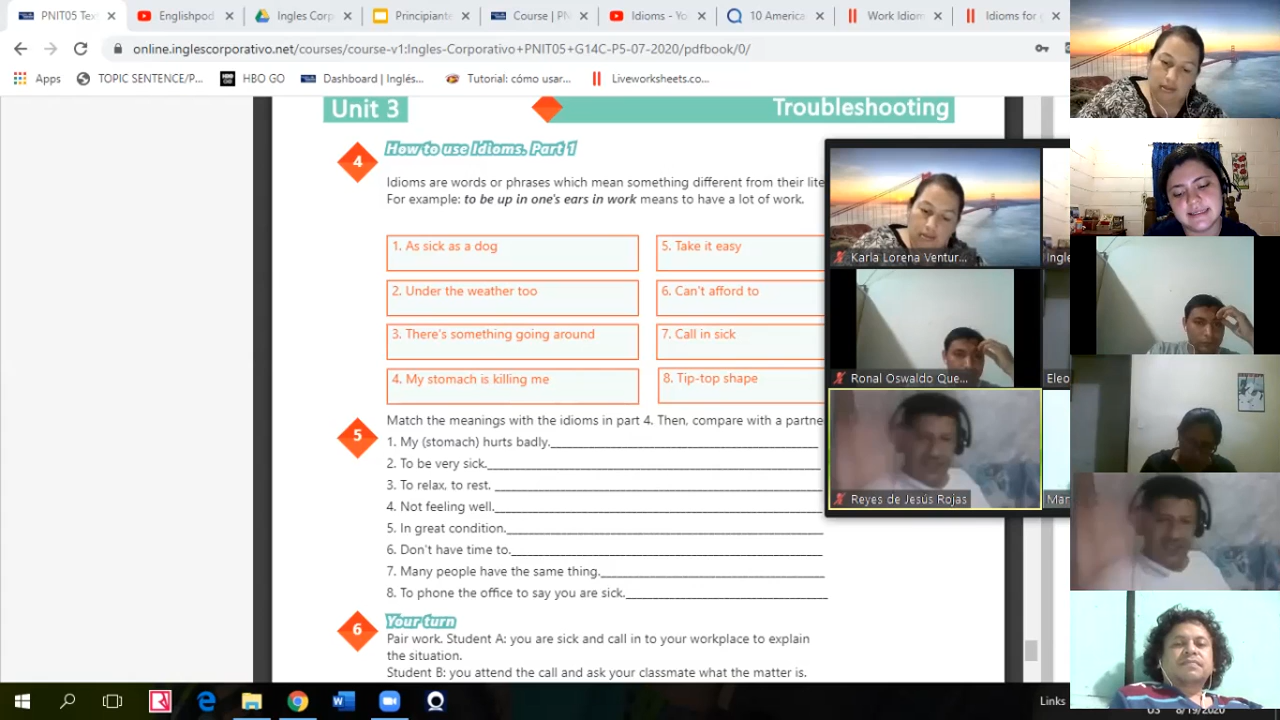 PNIT05 Tex
Englishpod
Ingles Corp
Principiante
Course | PN
Idioms - Yo
10 America
Work Idiom
Idioms for
online.inglescorporativo.net/courses/course-v1:Ingles-Corporativo+PNIT05+G14C-P5-07-2020/pdfbook/0/
Apps
TOPIC SENTENCE/P...
HBO GO
Dashboard | Inglés...
Tutorial: cómo usar...
Liveworksheets.co...
Unit 3
Troubleshooting
4
How to use Idioms. Part 1
Idioms are words or phrases which mean something different from their lite
For example: to be up in one's ears in work means to have a lot of work.
1. As sick as a dog
5. Take it easy
2. Under the weather too
6. Can't afford to
3. There's something going around
7. Call in sick
4. My stomach is killing me
8. Tip-top shape
5
Match the meanings with the idioms in part 4. Then, compare with a partne
1. My (stomach) hurts badly.
2. To be very sick.
3. To relax, to rest.
4. Not feeling well.
5. In great condition.
6. Don't have time to.
7. Many people have the same thing.
8. To phone the office to say you are sick.
6
Your turn
Pair work. Student A: you are sick and call in to your workplace to explain
the situation.
Student B: you attend the call and ask your classmate what the matter is.
Karla Lorena Ventur...
Ingle
Ronal Oswaldo Que...
Eleo
Reyes de Jesús Rojas
Mar
Links
8/19/2020